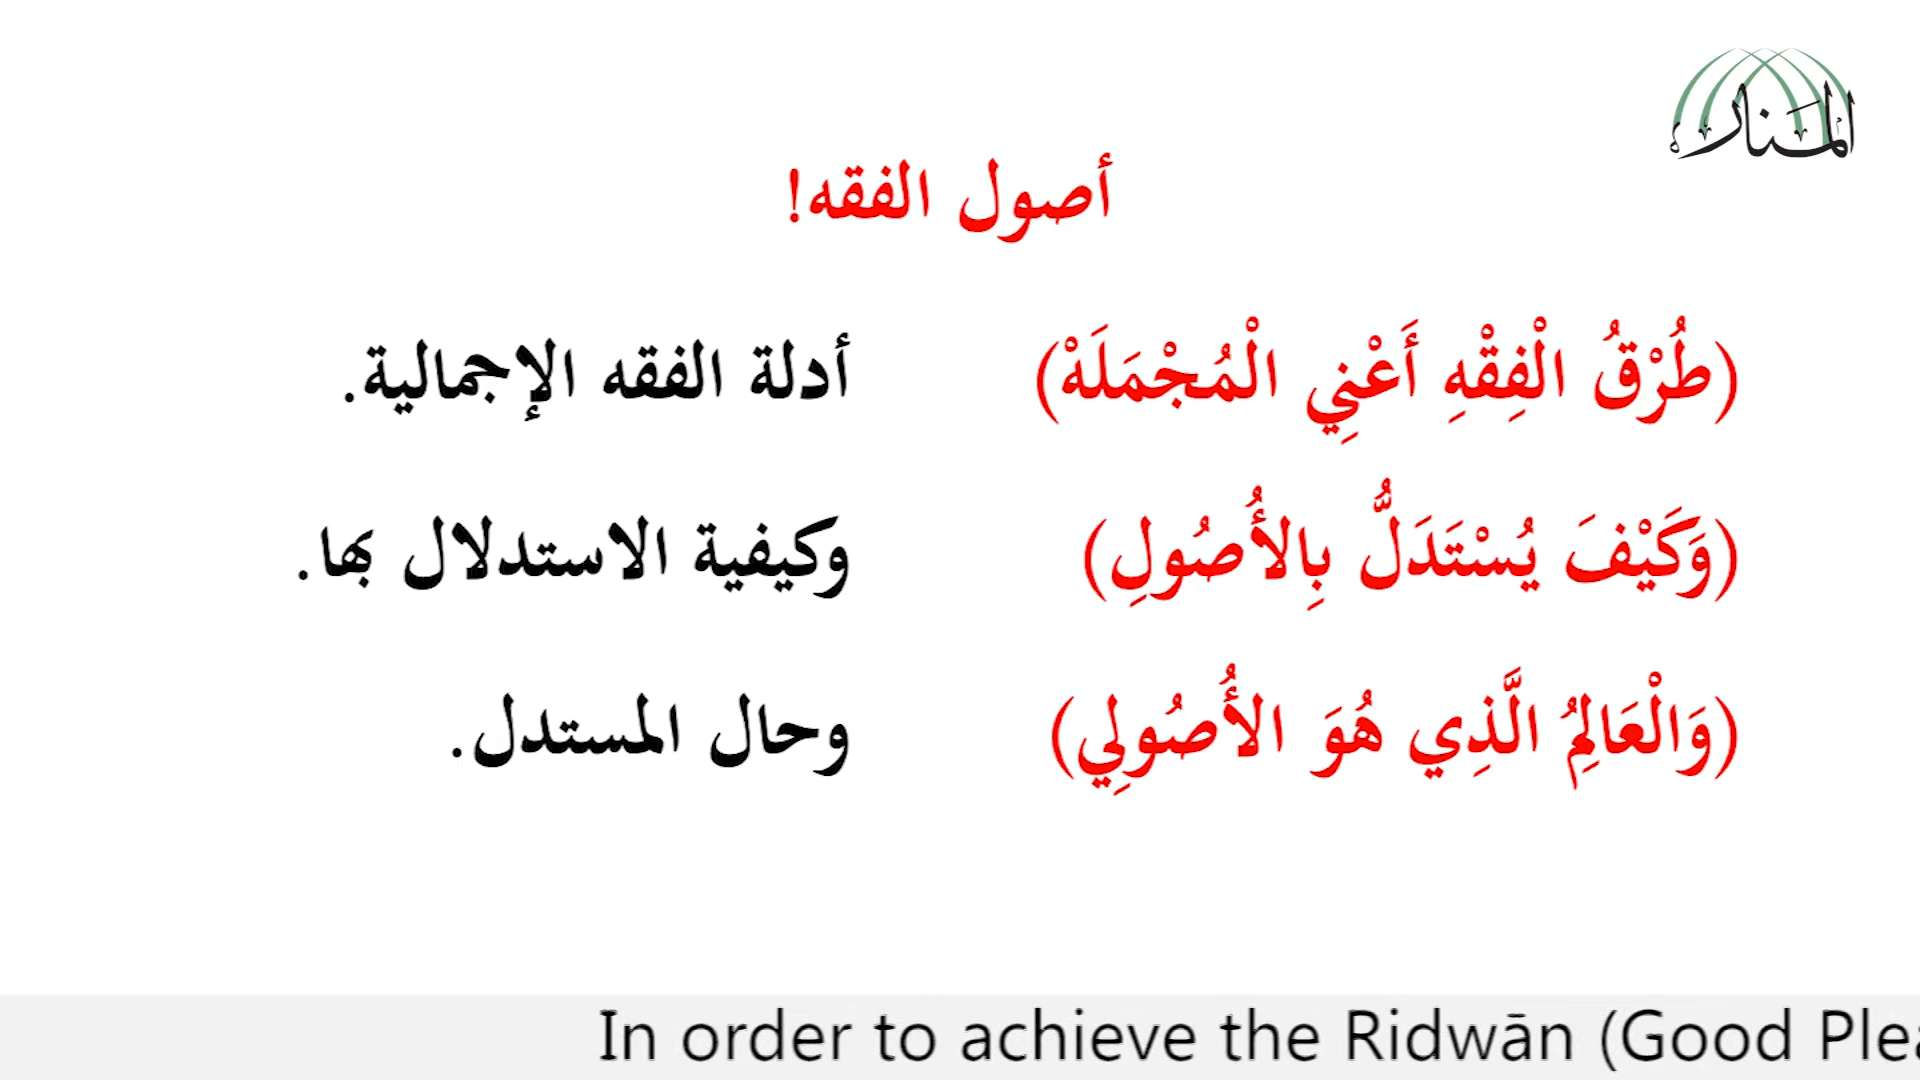 المنار
أصول الفقه!
(طُرْقُ الْفِقْهِ أَعْنِي الْمُجْمَلَهْ) أدلة الفقه الإجمالية.
(وَكَيْفَ يُسْتَدَلُّ بِالأُصُولِ) وكيفية الاستدلال بها.
(وَالْعَالِمُ الَّذِي هُوَ الأُصُولِي) وحال المستدل.
In order to achieve the Ridwān (Good Plea